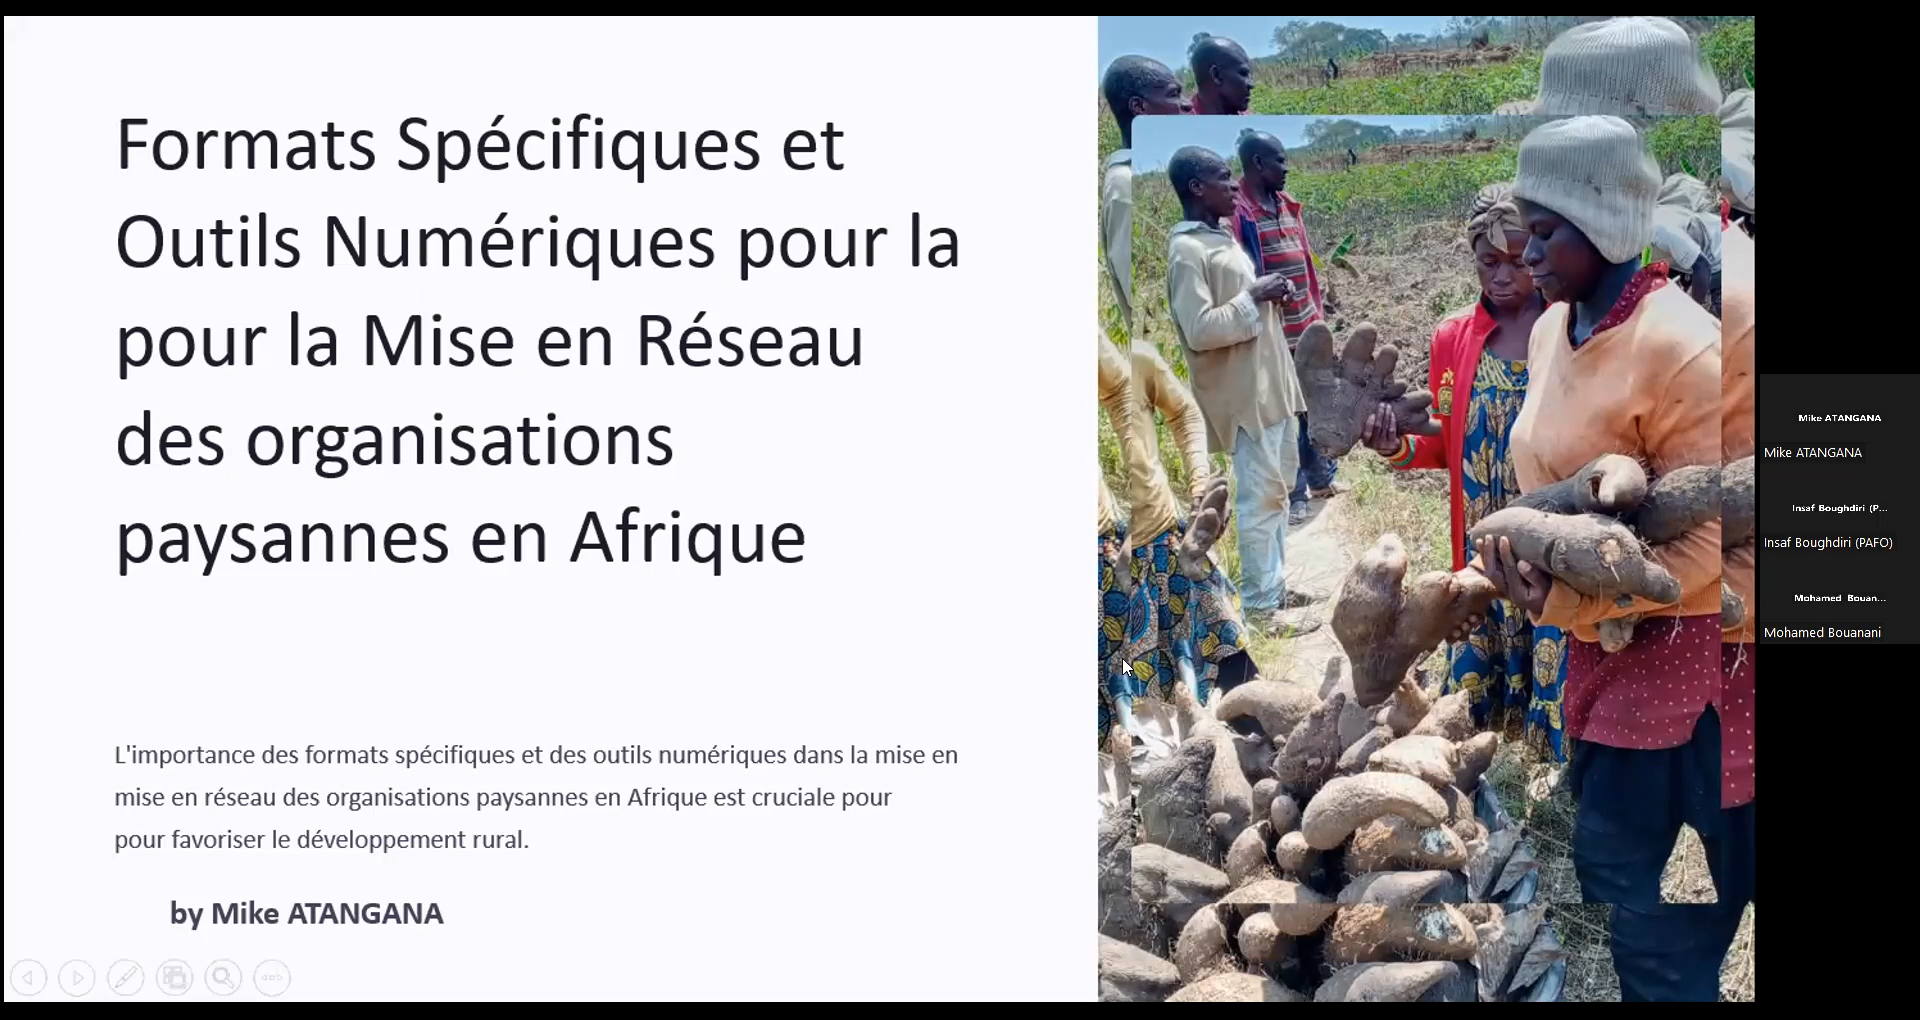 Formats Spécifiques et
Outils Numériques pour la
pour la Mise en Réseau
des organisations
paysannes en Afrique
L'importance des formats spécifiques et des outils numériques dans la mise en
mise en réseau des organisations paysannes en Afrique est cruciale pour
pour favoriser le développement rural.
by Mike ATANGANA
Mike ATANGANA
Mike ATANGANA
Insaf Boughdiri (P...
Insaf Boughdiri (PAFO)
Mohamed Bouan...
Mohamed Bouanani